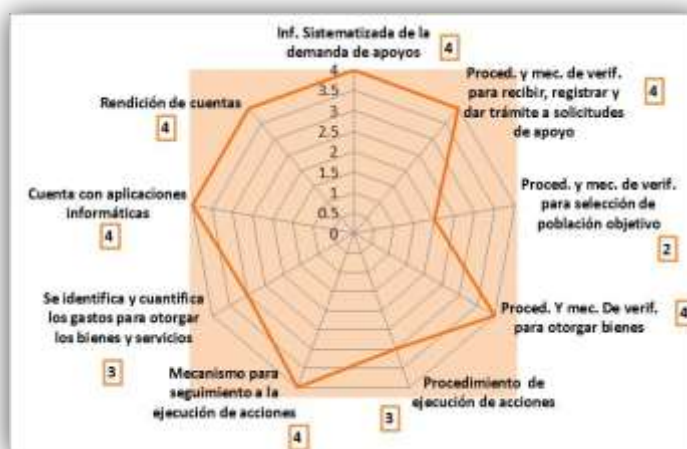 Inf. Sistematizada de la
demanda de apoyos
4
Proced. y mec. de verif.
para recibir, registrar y
dar trámite a solicitudes
de apoyo
4
Proced. y mec. de verif.
para selección de
población objetivo
2
Proced. Y mec. De verif.
para otorgar bienes
4
Procedimiento de
ejecución de acciones
3
Mecanismo para
seguimiento a la
ejecución de acciones
4
Se identifica y cuantifica
los gastos para otorgar
los bienes y servicios
3
Cuenta con aplicaciones
informáticas
4
Rendición de cuentas
4
4
3.5
3
2.5
2
1.5
1
0.5
0